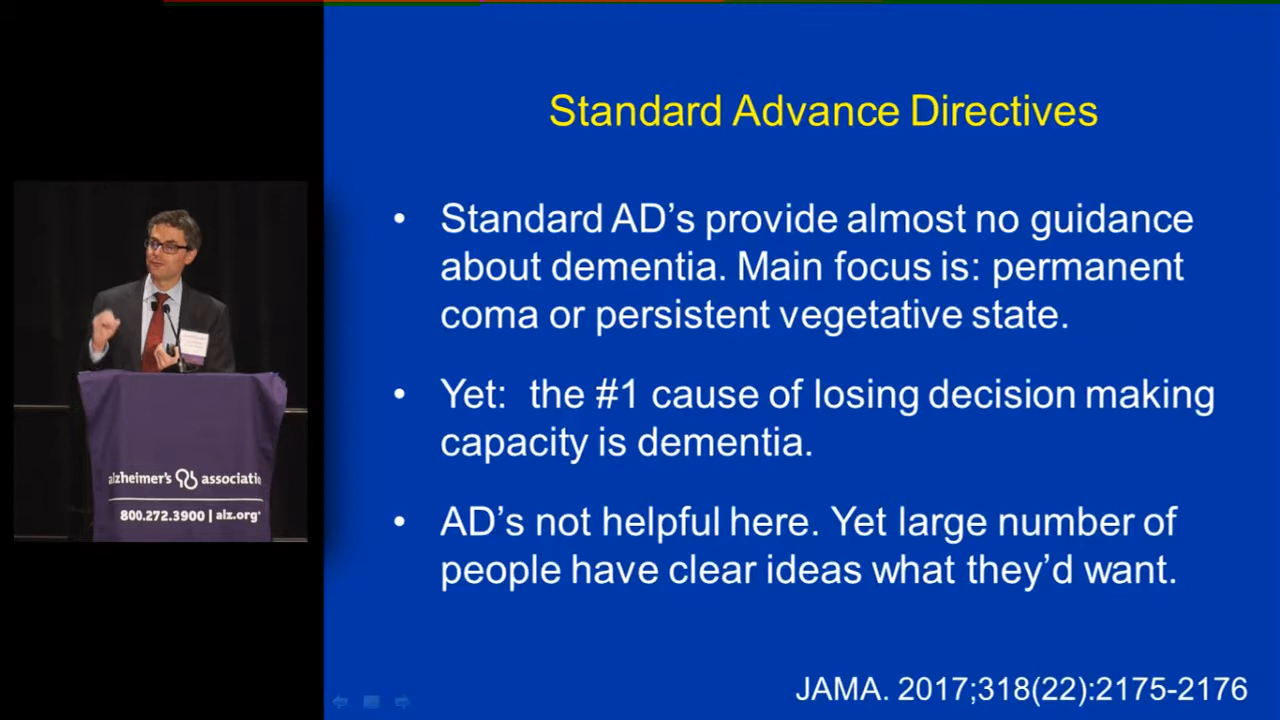 Standard Advance Directives
• Standard AD’s provide almost no guidance
about dementia. Main focus is: permanent
coma or persistent vegetative state.
• Yet:  the #1 cause of losing decision making
capacity is dementia.
• AD’s not helpful here. Yet large number of
people have clear ideas what they’d want.
JAMA. 2017;318(22):2175-2176
alzheimer's associatio
800.272.3900 | alz.org